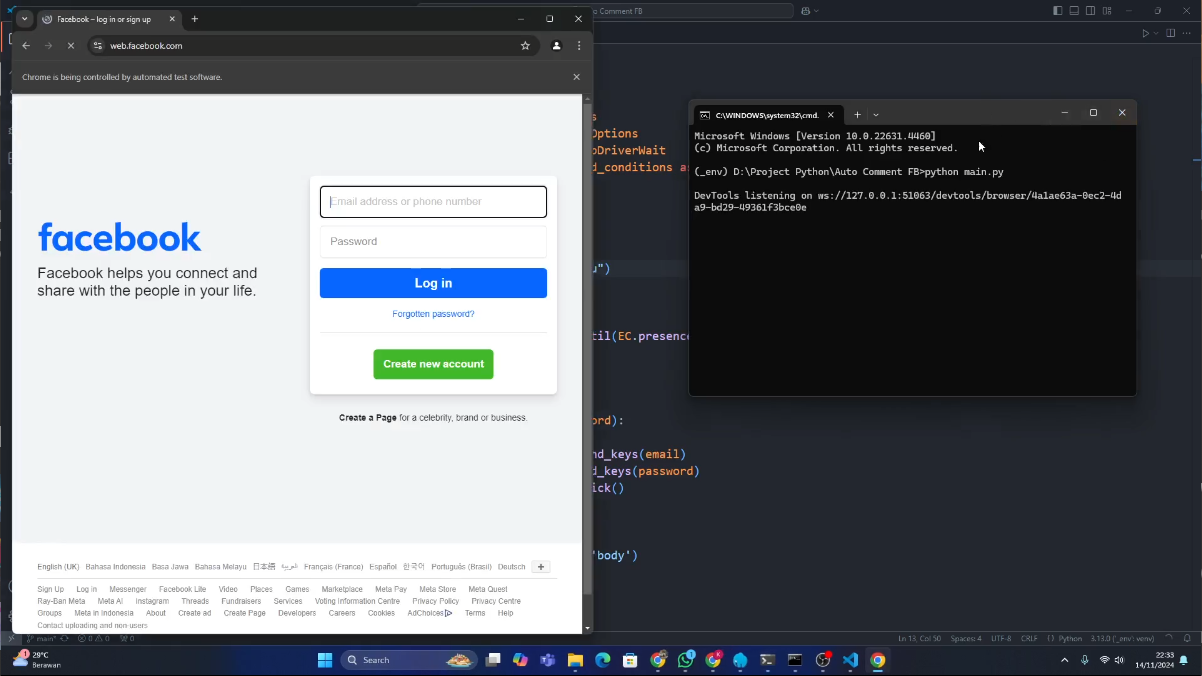 Facebook – log in or sign up
web.facebook.com
Chrome is being controlled by automated test software.
facebook
Facebook helps you connect and
share with the people in your life.
Email address or phone number
Password
Log in
Forgotten password?
Create new account
Create a Page for a celebrity, brand or business.
English (UK) Bahasa Indonesia Basa Jawa Bahasa Melayu 日本語 العربية Français (France) Español 한국어 Português (Brasil) Deutsch +
Sign Up Log in Messenger Facebook Lite Video Places Games Marketplace Meta Pay Meta Store Meta Quest
Ray-Ban Meta Meta AI Instagram Threads Fundraisers Services Voting Information Centre Privacy Policy Privacy Centre
Groups Meta in Indonesia About Create ad Create Page Developers Careers Cookies AdChoices Terms Help
Contact uploading and non-users
to Comment FB
s
Options
oDriverWait
d_conditions as
u")
til(EC.presenc
ord):
nd_keys(email)
nd_keys(password)
ick()
'body')
C:\WINDOWS\system32\cmd.
Microsoft Windows [Version 10.0.22631.4460]
(c) Microsoft Corporation. All rights reserved.
(_env) D:\Project Python\Auto Comment FB>python main.py
DevTools listening on ws://127.0.0.1:51063/devtools/browser/4a1ae63a-0ec2-4d
a9-bd29-49361f3bce0e
main* 0 0 0
Ln 13, Col 50 Spaces: 4 UTF-8 CRLF Python 3.13.0 ('_env': venv)
29°C
Berawan
Search
22:33
14/11/2024